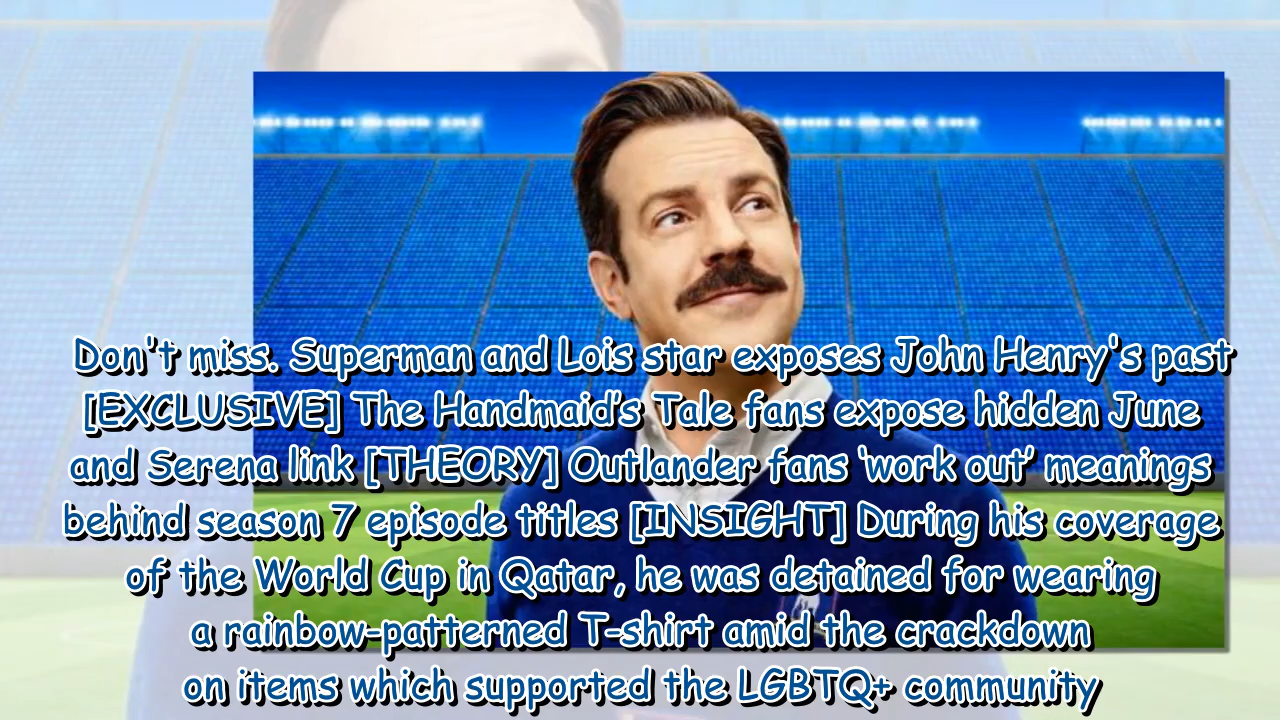 Don't miss. Superman and Lois star exposes John Henry's past
[EXCLUSIVE] The Handmaid’s Tale fans expose hidden June
and Serena link [THEORY] Outlander fans ‘work out’ meanings
behind season 7 episode titles [INSIGHT] During his coverage
of the World Cup in Qatar, he was detained for wearing
a rainbow-patterned T-shirt amid the crackdown
on items which supported the LGBTQ+ community